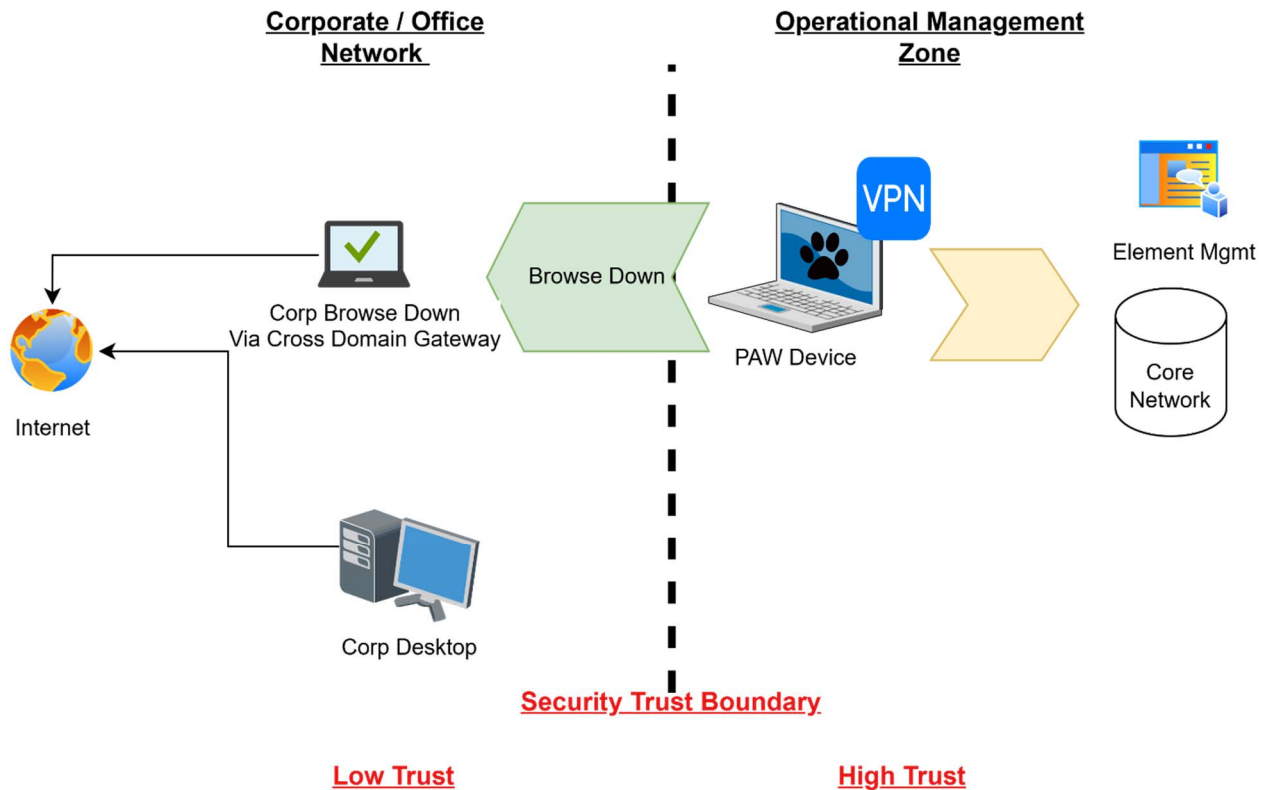 Corporate / Office
Network
Operational Management
Zone
VPN
Browse Down
Element Mgmt
Corp Browse Down
Via Cross Domain Gateway
PAW Device
Core
Network
Internet
Corp Desktop
Security Trust Boundary
Low Trust
High Trust